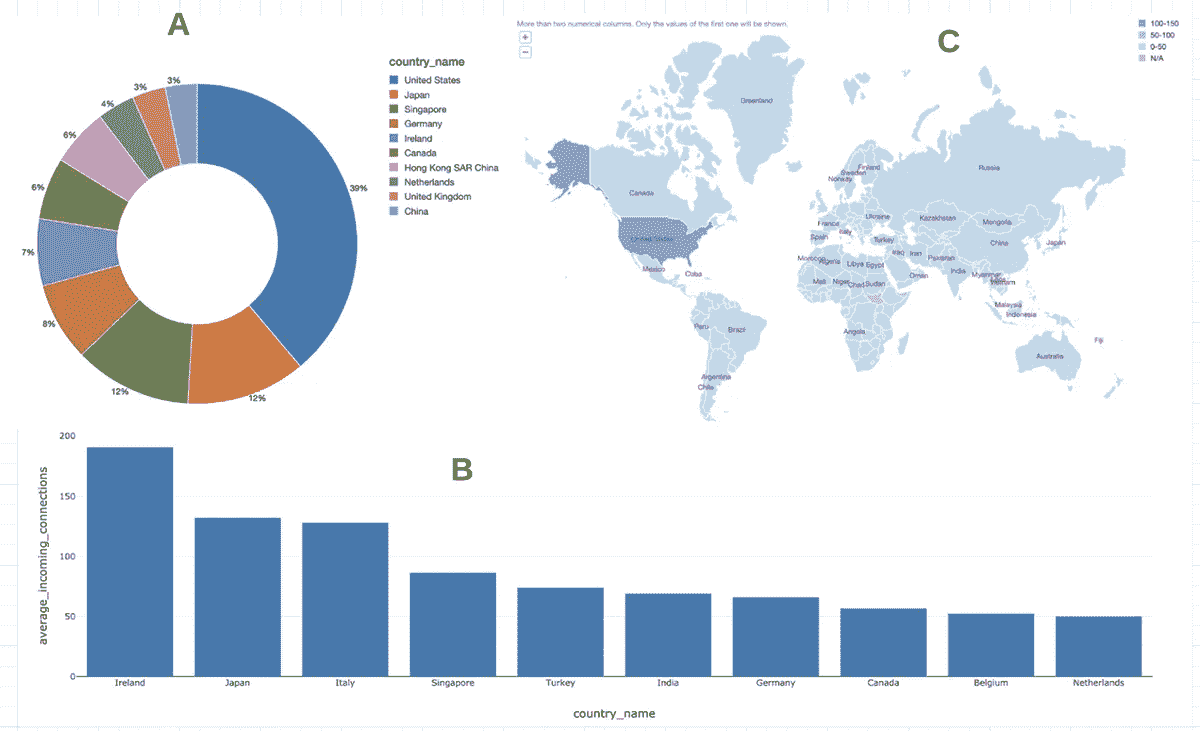 A
3%
3%
4%
6%
6%
7%
8%
12%
12%
39%
country_name
United States
Japan
Singapore
Germany
Ireland
Canada
Hong Kong SAR China
Netherlands
United Kingdom
China
More than two numerical columns. Only the values of the first one will be shown.
+
−
C
100-150
50-100
0-50
N/A
Greenland
Canada
United States
Mexico
Cuba
Peru
Brazil
Argentina
Chile
Finland
Sweden
Norway
Russia
France
Ukraine
Kazakhstan
Mongolia
Spain
Italy
Turkey
China
Japan
Iraq
Iran
Pakistan
Morocco
Algeria
Libya
Egypt
Oman
India
Myanmar
Laos
Vietnam
Mali
Niger
Chad
Sudan
Malaysia
Indonesia
Angola
Fiji
Australia
B
average_incoming_connections
200
150
100
50
0
Ireland
Japan
Italy
Singapore
Turkey
India
Germany
Canada
Belgium
Netherlands
country_name